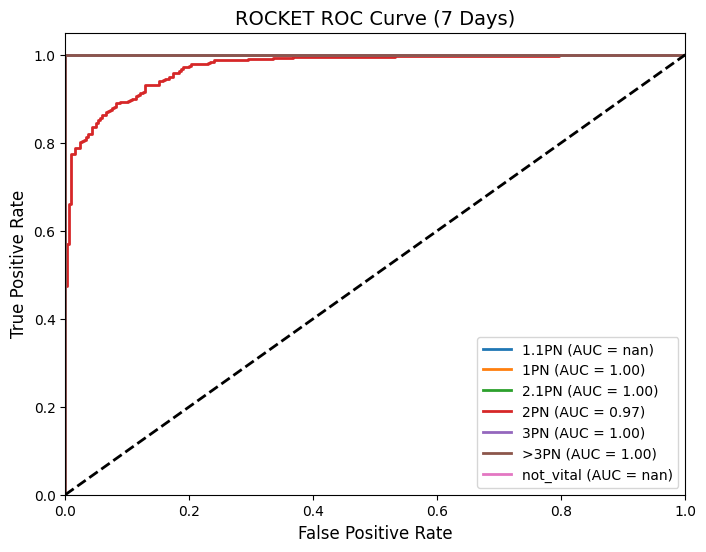 ROCKET ROC Curve (7 Days)
True Positive Rate
1.0
0.8
0.6
0.4
0.2
0.0
1.1PN (AUC = nan)
1PN (AUC = 1.00)
2.1PN (AUC = 1.00)
2PN (AUC = 0.97)
3PN (AUC = 1.00)
>3PN (AUC = 1.00)
not_vital (AUC = nan)
0.0 0.2 0.4 0.6 0.8 1.0
False Positive Rate